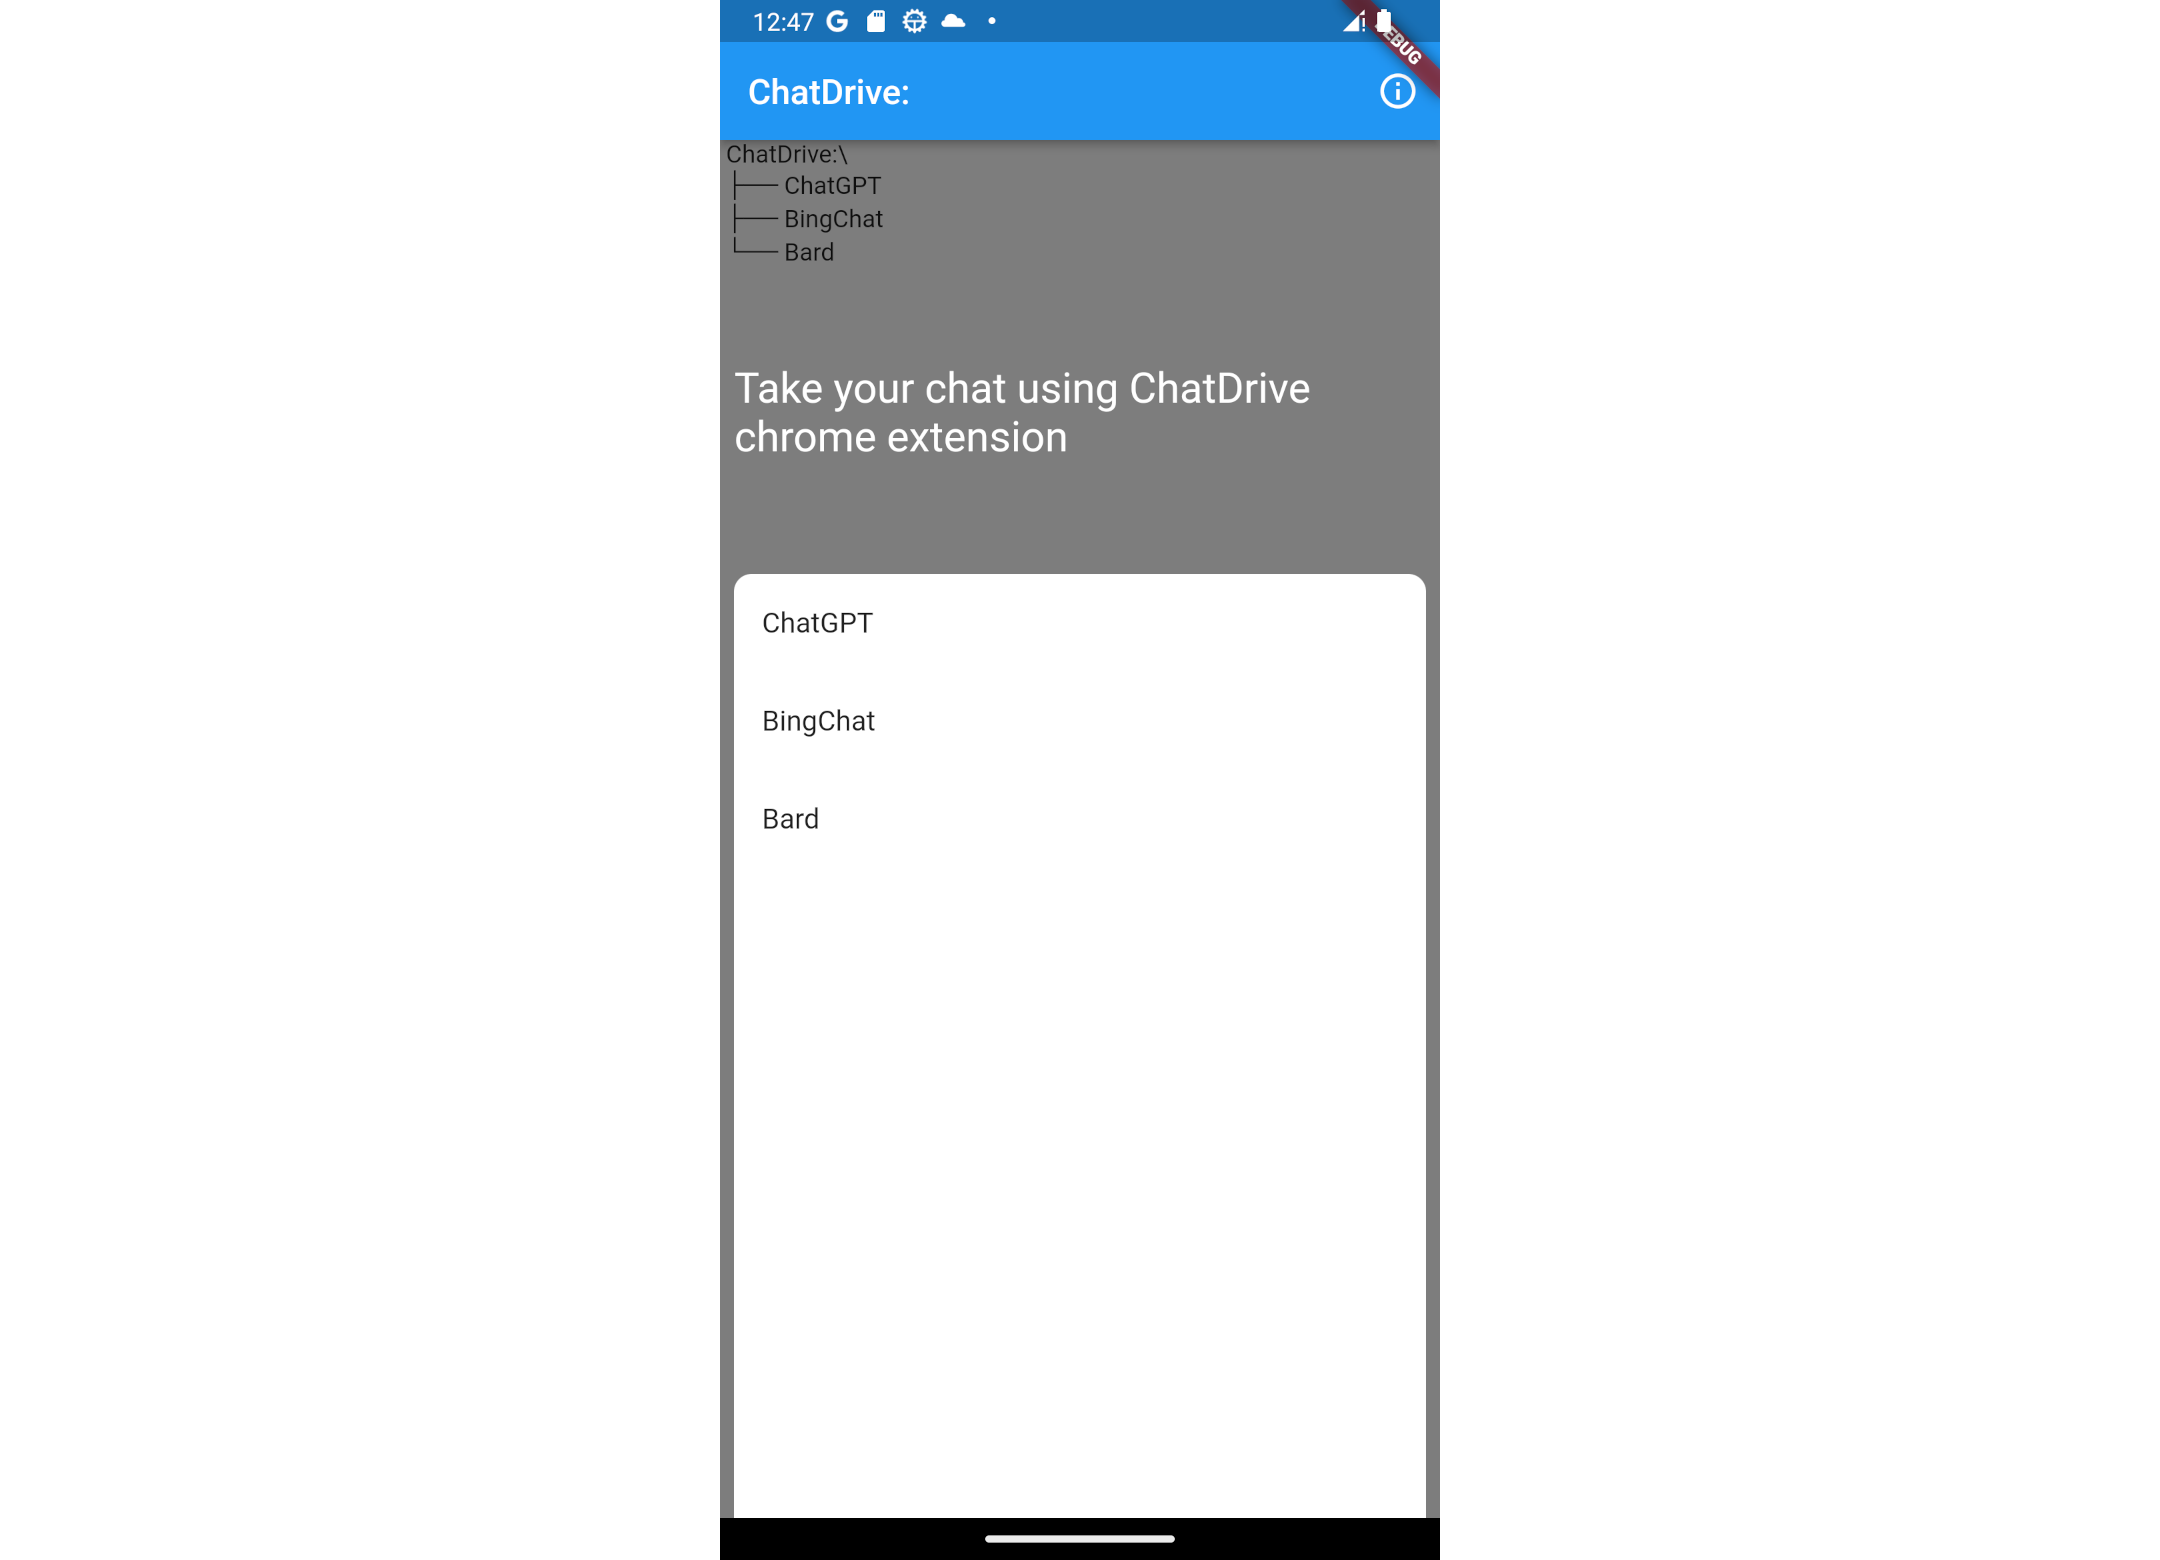 12:47
EBUG
ChatDrive:
ChatDrive:\
├── ChatGPT
├── BingChat
└── Bard
Take your chat using ChatDrive
chrome extension
ChatGPT
BingChat
Bard